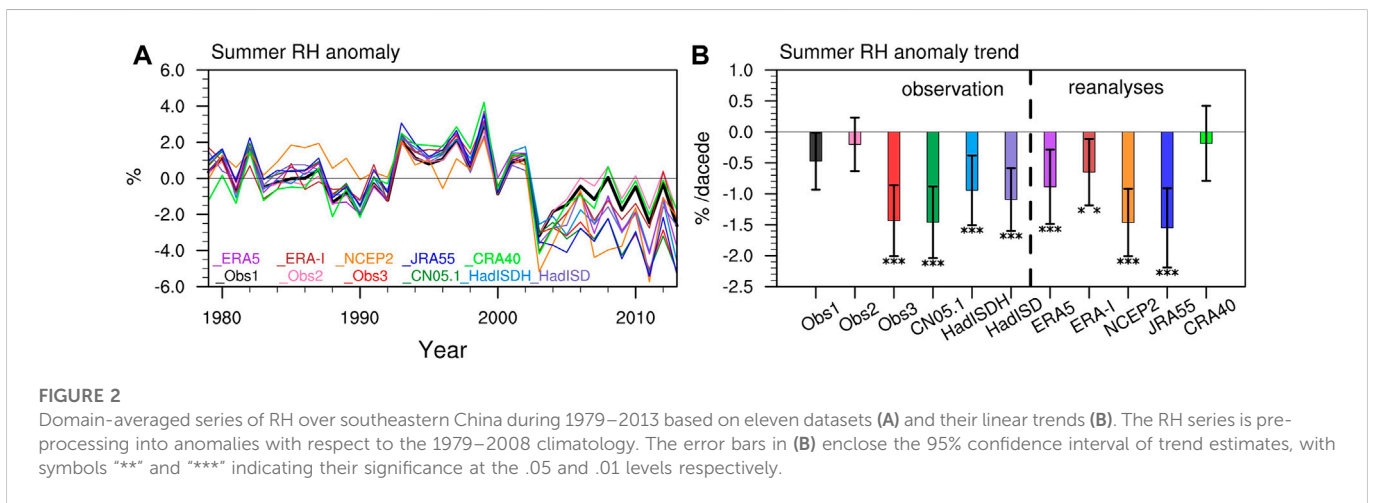 A Summer RH anomaly
6.0
4.0
2.0
0.0
-2.0
-4.0
-6.0
%
_ERA5 _ERA-I _NCEP2 _JRA55 _CRA40
_Obs1 _Obs2 _Obs3 _CN05.1 _HadISDH _HadISD
1980 1990 2000 2010
Year
B Summer RH anomaly trend
1.0
0.5
0.0
-0.5
-1.0
-1.5
-2.0
-2.5
% /dacede
observation reanalyses
*** *** *** *** *** ** *** ***
Obs1 Obs2 Obs3 CN05.1 HadISDH HadISD ERA5 ERA-I NCEP2 JRA55 CRA40
FIGURE 2
Domain-averaged series of RH over southeastern China during 1979–2013 based on eleven datasets (A) and their linear trends (B). The RH series is pre-
processing into anomalies with respect to the 1979–2008 climatology. The error bars in (B) enclose the 95% confidence interval of trend estimates, with
symbols “**” and “***” indicating their significance at the .05 and .01 levels respectively.